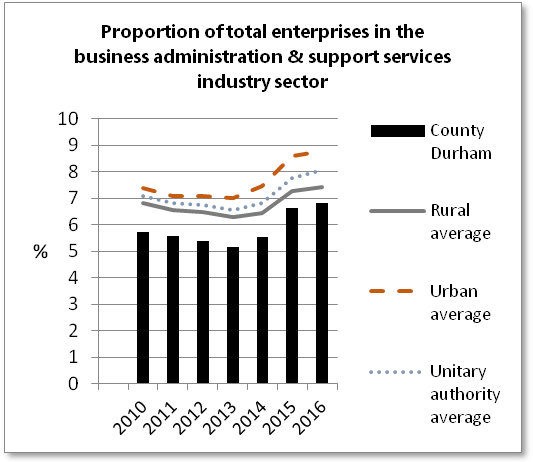 Proportion of total enterprises in the
business administration & support services
industry sector
10
9
8
7
6
5
4
3
2
1
0
%
2010
2011
2012
2013
2014
2015
2016
County
Durham
Rural
average
Urban
average
Unitary
authority
average